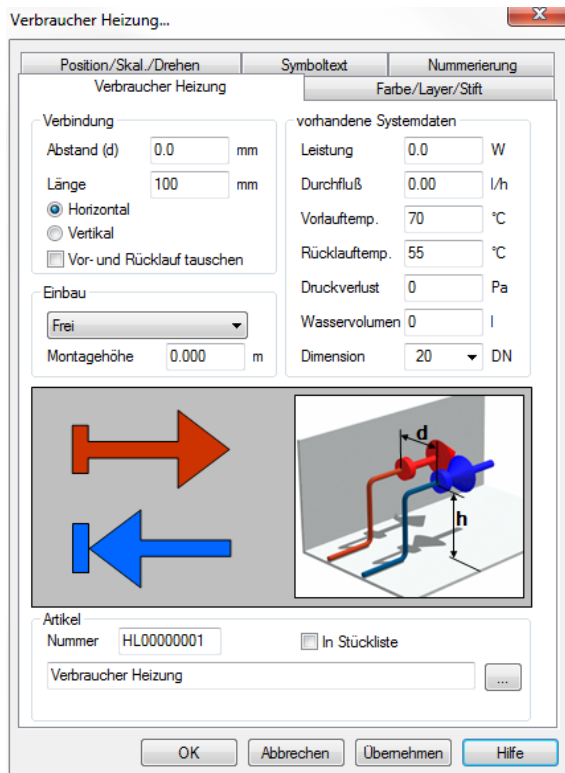 Verbraucher Heizung...
x
Position/Skal./Drehen Symboltext Nummerierung
Verbraucher Heizung Farbe/Layer/Stift
Verbindung
Abstand (d) 0.0 mm
Länge 100 mm
Horizontal
Vertikal
Vor- und Rücklauf tauschen
Einbau
Frei
Montagehöhe 0.000 m
vorhandene Systemdaten
Leistung 0.0 W
Durchfluß 0.00 l/h
Vorlauftemp. 70 °C
Rücklauftemp. 55 °C
Druckverlust 0 Pa
Wasservolumen 0 l
Dimension 20 DN
d
h
Artikel
Nummer HL00000001 In Stückliste
Verbraucher Heizung ...
OK Abbrechen Übernehmen Hilfe